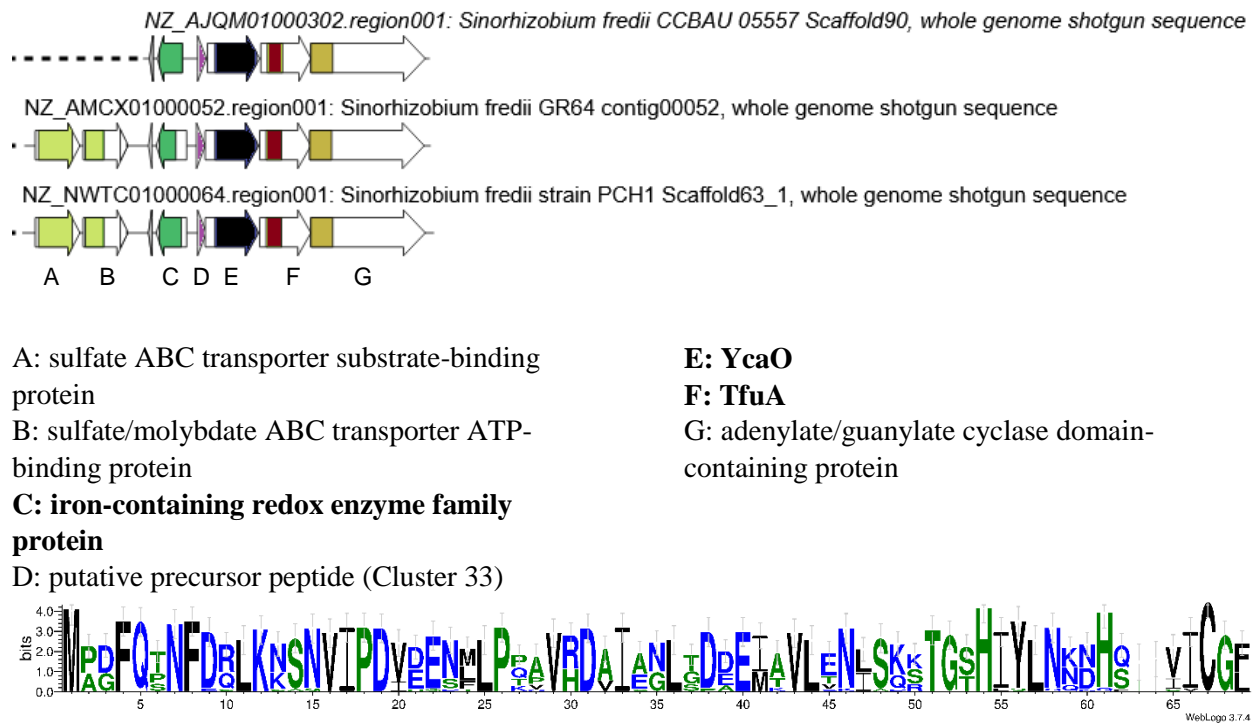 NZ_AJQM01000302.region001: Sinorhizobium fredii CCBAU 05557 Scaffold90, whole genome shotgun sequence
NZ_AMCX01000052.region001: Sinorhizobium fredii GR64 contig00052, whole genome shotgun sequence
NZ_NWTC01000064.region001: Sinorhizobium fredii strain PCH1 Scaffold63_1, whole genome shotgun sequence
A B C D E F G
A: sulfate ABC transporter substrate-binding
protein
B: sulfate/molybdate ABC transporter ATP-
binding protein
C: iron-containing redox enzyme family
protein
D: putative precursor peptide (Cluster 33)
E: YcaO
F: TfuA
G: adenylate/guanylate cyclase domain-
containing protein
4.0
3.0
2.0
1.0
0.0
bits
5 10 15 20 25 30 35 40 45 50 55 60 65
WebLogo 3.7.4